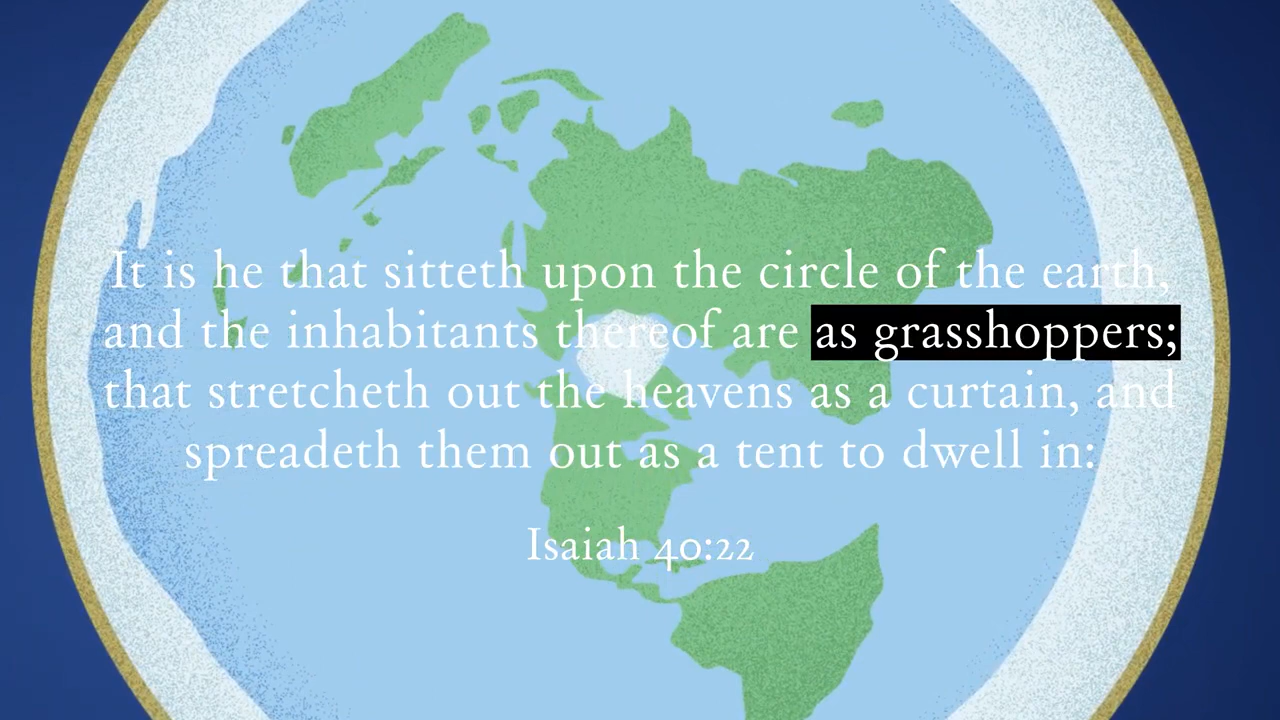 It is he that sitteth upon the circle of the earth,
and the inhabitants thereof are as grasshoppers;
that stretcheth out the heavens as a curtain, and
spreadeth them out as a tent to dwell in:
Isaiah 40:22